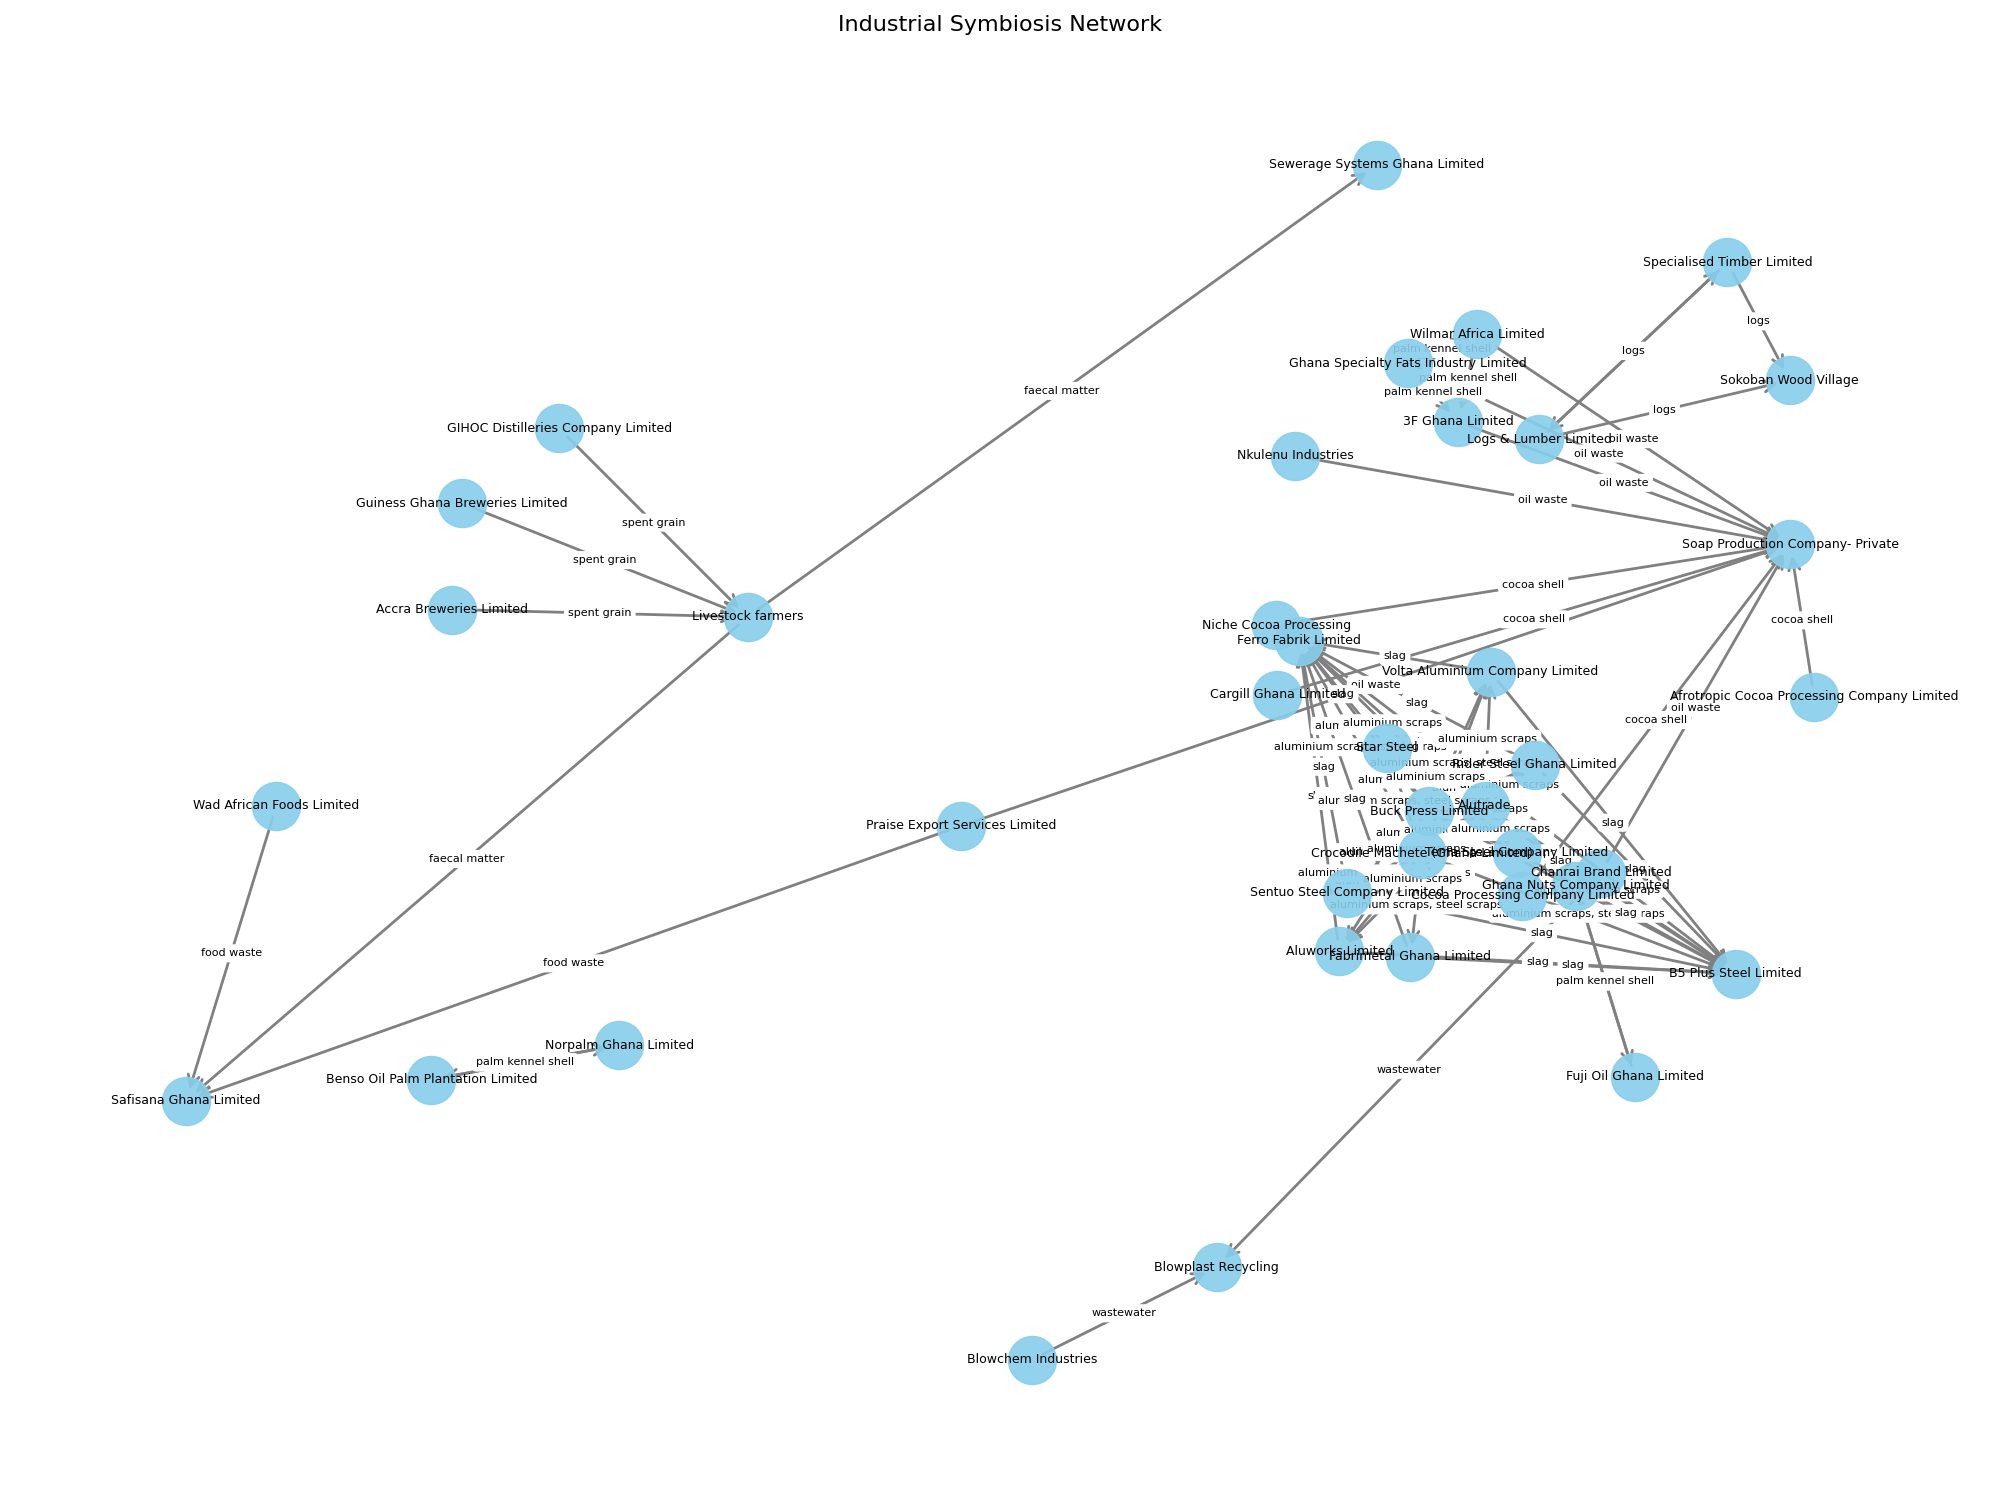 Industrial Symbiosis Network
Sewerage Systems Ghana Limited
Specialised Timber Limited
logs
Wilmar Africa Limited
palm kennel shell
logs
Ghana Specialty Fats Industry Limited
palm kennel shell
Sokoban Wood Village
faecal matter
palm kennel shell
logs
3F Ghana Limited
GIHOC Distilleries Company Limited
Logs & Lumber Limited
oil waste
oil waste
Nkulenu Industries
oil waste
Guiness Ghana Breweries Limited
oil waste
spent grain
Soap Production Company- Private
spent grain
cocoa shell
Accra Breweries Limited
spent grain
Livestock farmers
cocoa shell
cocoa shell
Niche Cocoa Processing
Ferro Fabrik Limited
slag
Volta Aluminium Company Limited
oil waste
Cargill Ghana Limited
slag
Afrotropic Cocoa Processing Company Limited
slag
oil waste
cocoa shell
aluminium scraps
aluminium scraps
Star Steel
slag
Rider Steel Ghana Limited
aluminium scraps
slag
Wad African Foods Limited
Alutrade
Buck Press Limited
slag
Praise Export Services Limited
aluminium scraps
Crocodile Machete (Ghana) Limited
Tema Steel Company Limited
faecal matter
slag
slag
Chanrai Brand Limited
aluminium scraps
Ghana Nuts Company Limited
Sentuo Steel Company Limited
Cocoa Processing Company Limited
aluminium scraps, steel scraps
slag
slag
food waste
Aluworks Limited
Fabrimetal Ghana Limited
food waste
slag
slag
B5 Plus Steel Limited
palm kennel shell
Norpalm Ghana Limited
palm kennel shell
wastewater
Benso Oil Palm Plantation Limited
Fuji Oil Ghana Limited
Safisana Ghana Limited
Blowplast Recycling
wastewater
Blowchem Industries